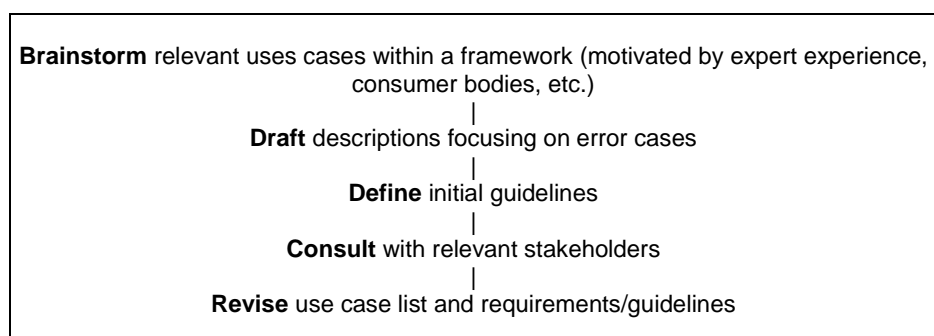 Brainstorm relevant uses cases within a framework (motivated by expert experience,
consumer bodies, etc.)
|
Draft descriptions focusing on error cases
|
Define initial guidelines
|
Consult with relevant stakeholders
|
Revise use case list and requirements/guidelines